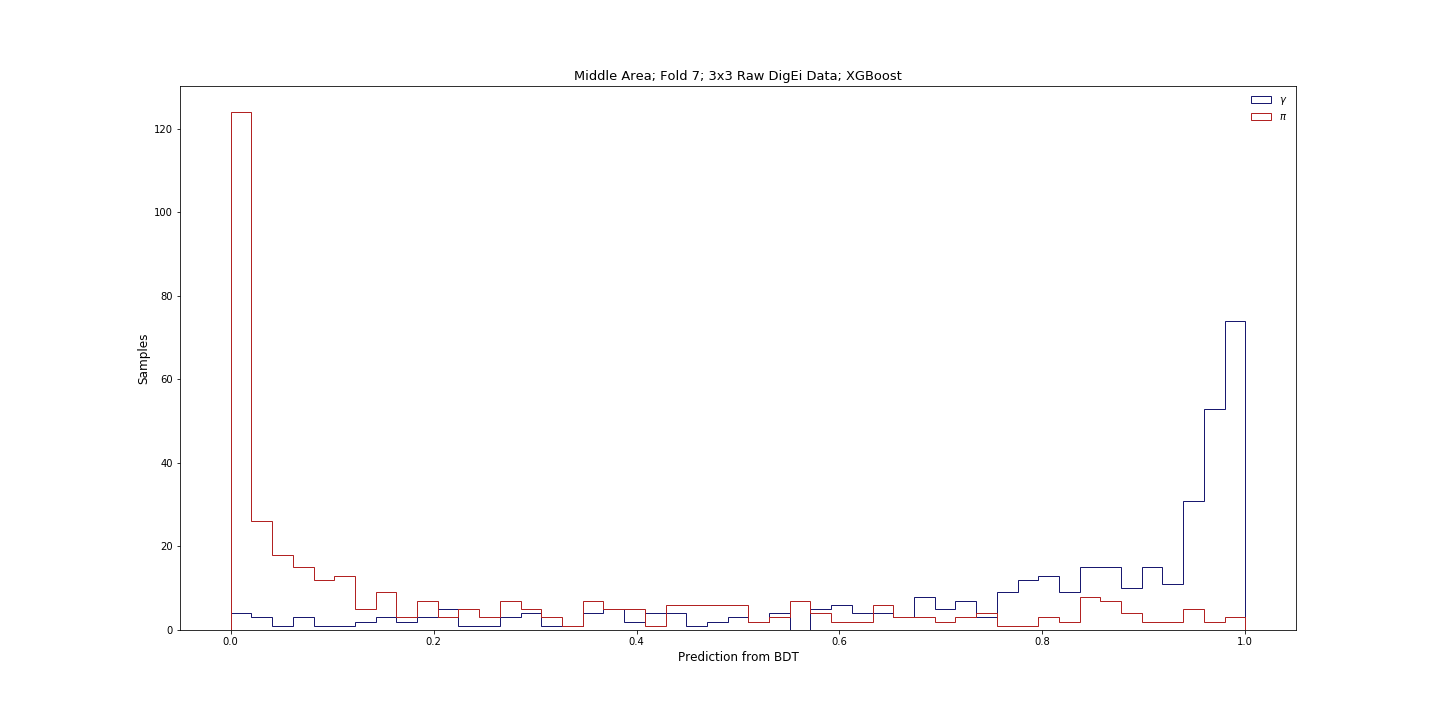 Middle Area; Fold 7; 3x3 Raw DigEi Data; XGBoost
γ
π
120
100
80
60
40
20
0
Samples
0.0 0.2 0.4 0.6 0.8 1.0
Prediction from BDT